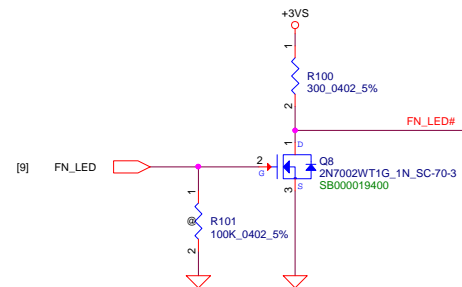 +3VS
1
R100
300_0402_5%
2
FN_LED#
1
D
[9]
FN_LED
2
G
Q8
2N7002WT1G_1N_SC-70-3
3
S
SB000019400
1
@
R101
100K_0402_5%
2